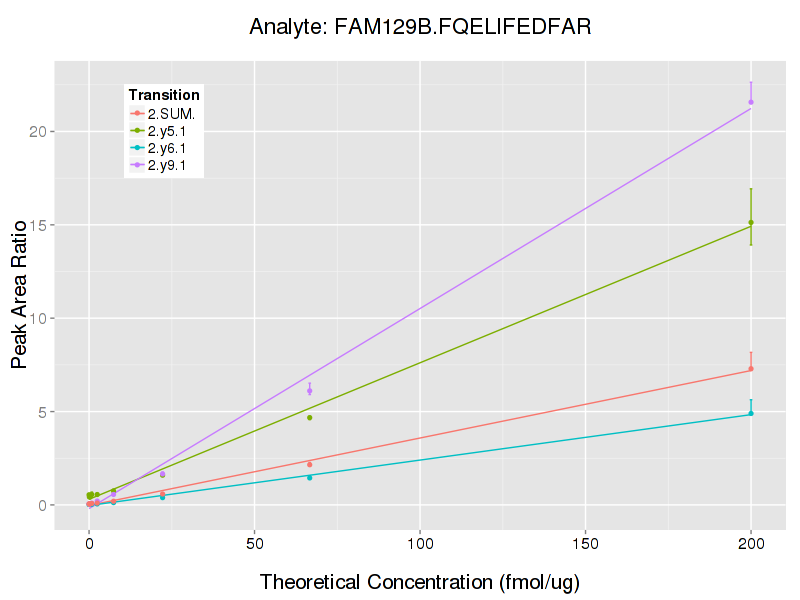 Analyte: FAM129B.FQELIFEDFAR
Transition
2.SUM.
2.y5.1
2.y6.1
2.y9.1
Peak Area Ratio
20
15
10
5
0
0 50 100 150 200
Theoretical Concentration (fmol/ug)